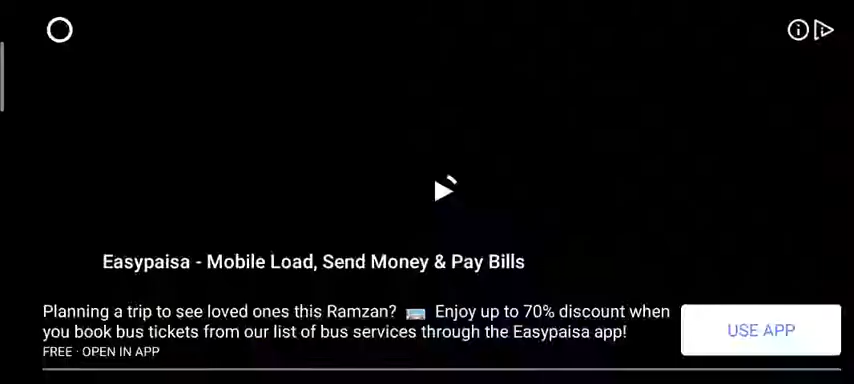 Easypaisa - Mobile Load, Send Money & Pay Bills
Planning a trip to see loved ones this Ramzan? 🚌 Enjoy up to 70% discount when
you book bus tickets from our list of bus services through the Easypaisa app!
USE APP
FREE · OPEN IN APP